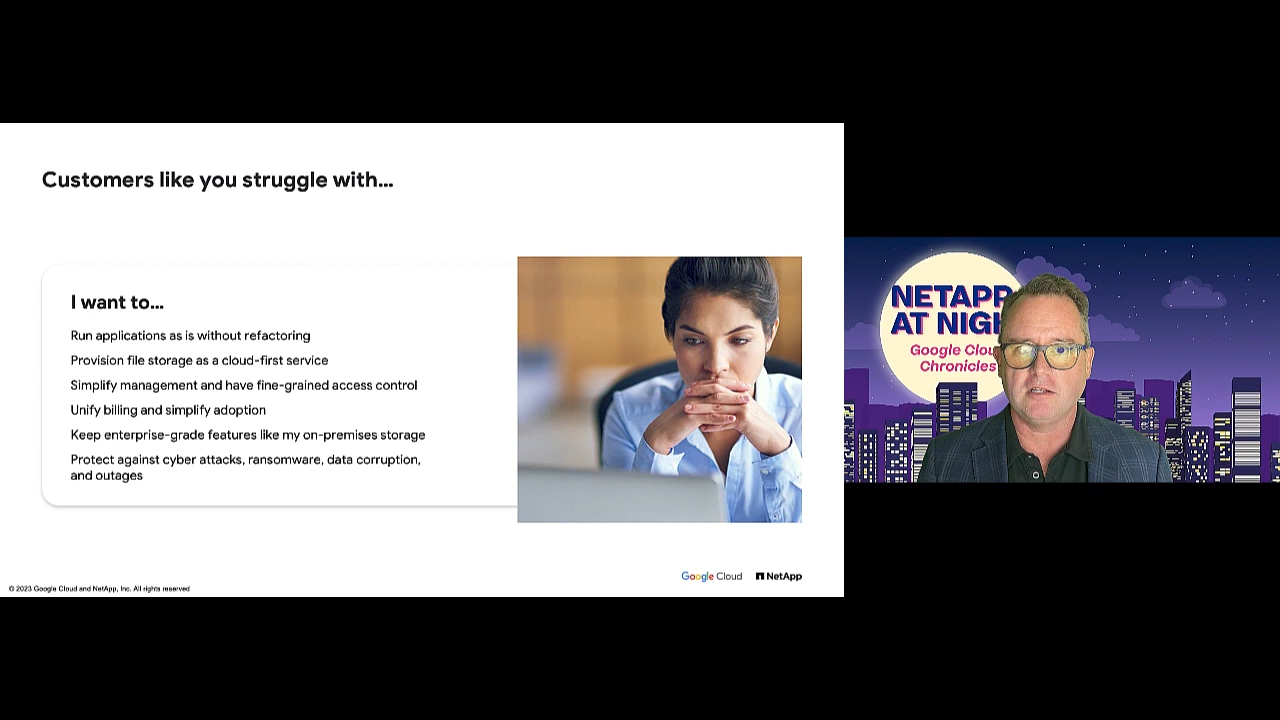 Customers like you struggle with...
I want to...
Run applications as is without refactoring
Provision file storage as a cloud-first service
Simplify management and have fine-grained access control
Unify billing and simplify adoption
Keep enterprise-grade features like my on-premises storage
Protect against cyber attacks, ransomware, data corruption,
and outages
© 2023 Google Cloud and NetApp, Inc. All rights reserved
Google Cloud
NetApp
NETAPP
AT
Google
Chronicles